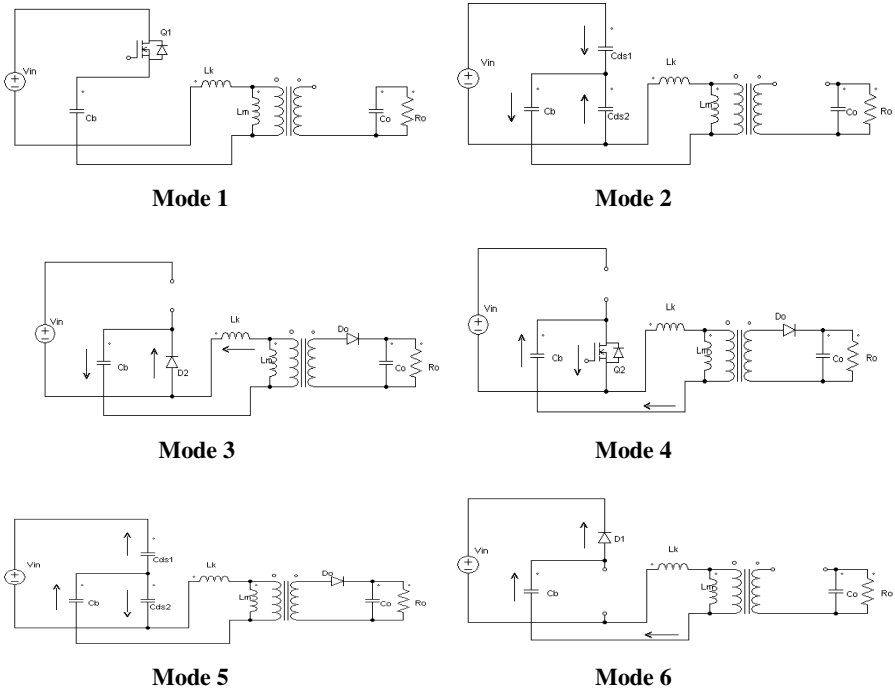 Q1
Vin
Lk
Lm
Cb
Co
Ro
Mode 1
Vin
Cds1
Lk
Lm
Cb
Cds2
Co
Ro
Mode 2
Vin
Lk
Do
Lm
Cb
D2
Co
Ro
Mode 3
Vin
Lk
Do
Lm
Cb
Q2
Co
Ro
Mode 4
Vin
Cds1
Lk
Do
Lm
Cb
Cds2
Co
Ro
Mode 5
Vin
D1
Lk
Lm
Cb
Co
Ro
Mode 6